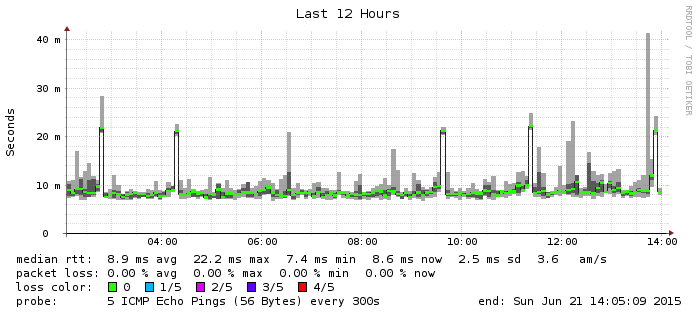 Last 12 Hours
RRDTOOL / TOBI OETIKER
Seconds
40 m
30 m
20 m
10 m
0
04:00 06:00 08:00 10:00 12:00 14:00
median rtt: 8.9 ms avg 22.2 ms max 7.4 ms min 8.6 ms now 2.5 ms sd 3.6 am/s
packet loss: 0.00 % avg 0.00 % max 0.00 % min 0.00 % now
loss color: 0 1/5 2/5 3/5 4/5
probe: 5 ICMP Echo Pings (56 Bytes) every 300s end: Sun Jun 21 14:05:09 2015